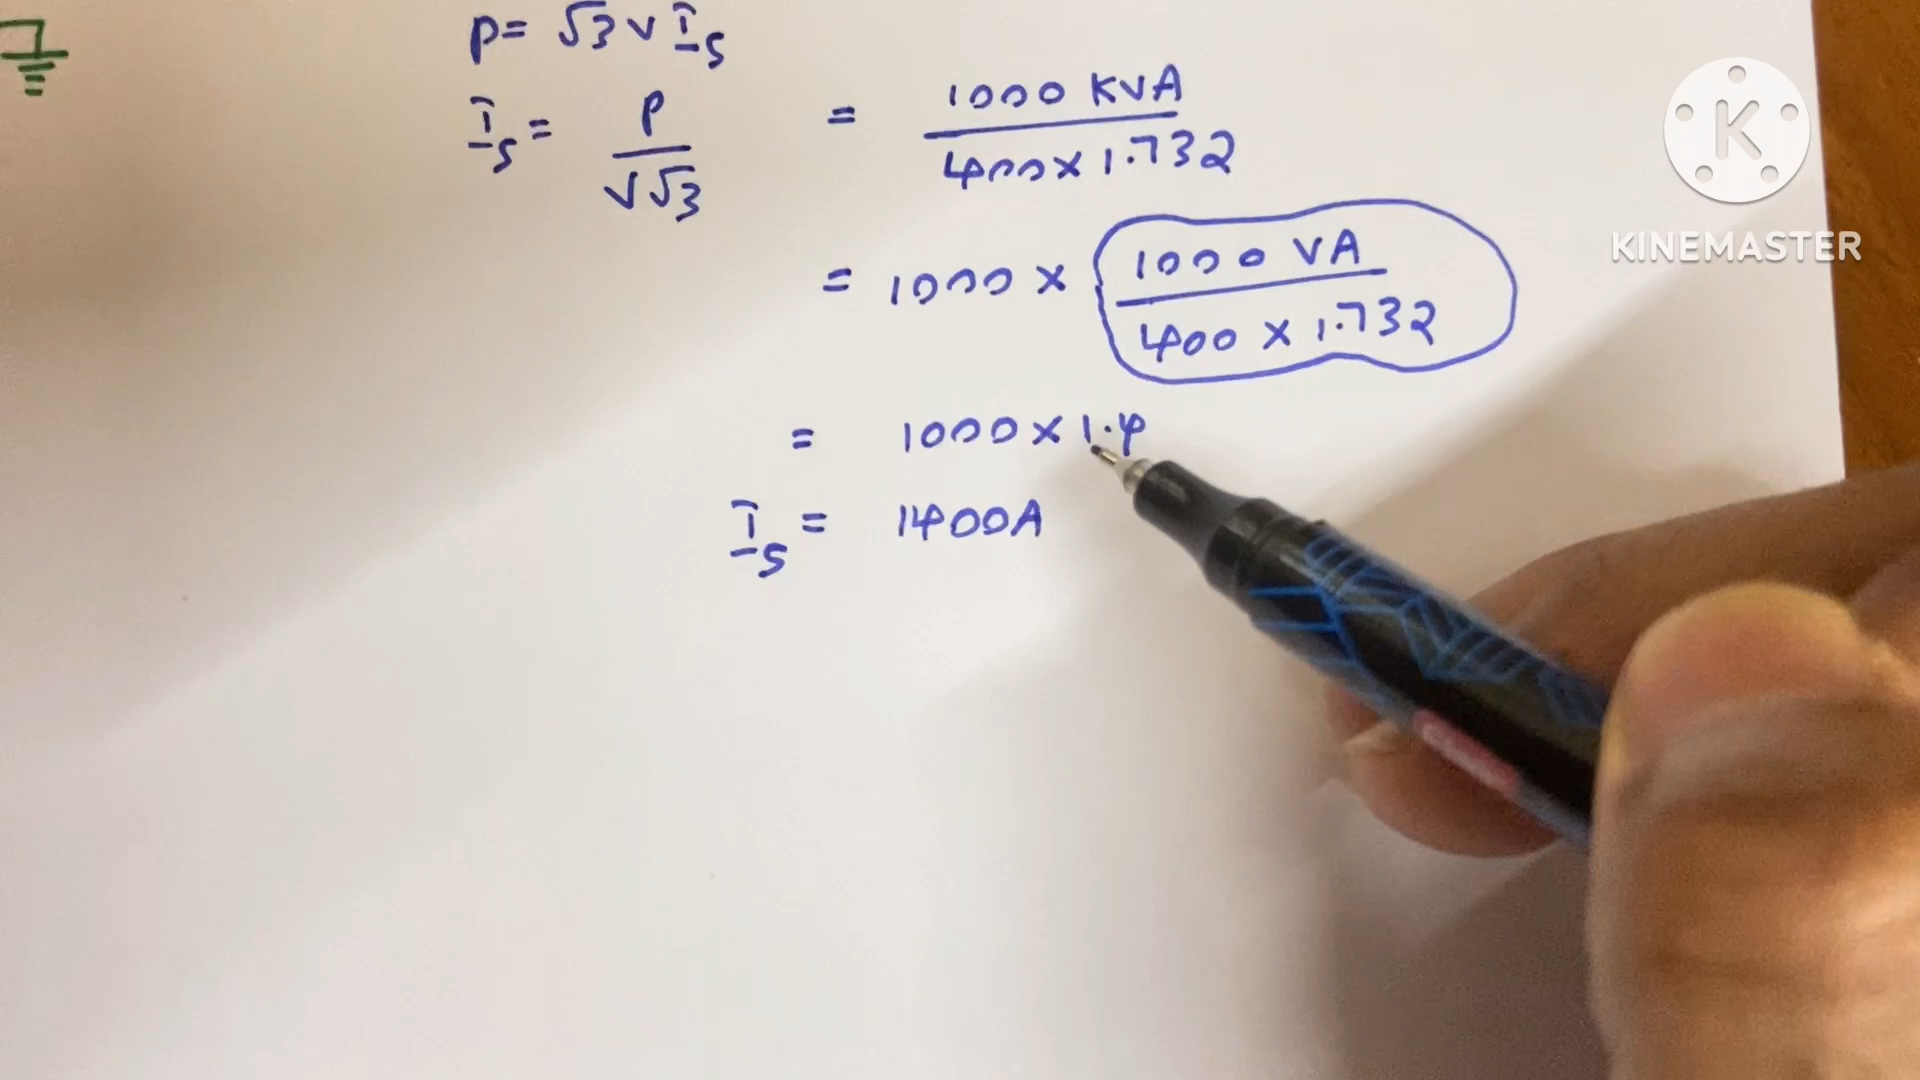 P = √3 V I_S
I_S = P / V√3 = 1000 KVA / 400 × 1.732
= 1000 × 1000 VA / 400 × 1.732
= 1000 × 1.4
I_S = 1400A
K
KINEMASTER